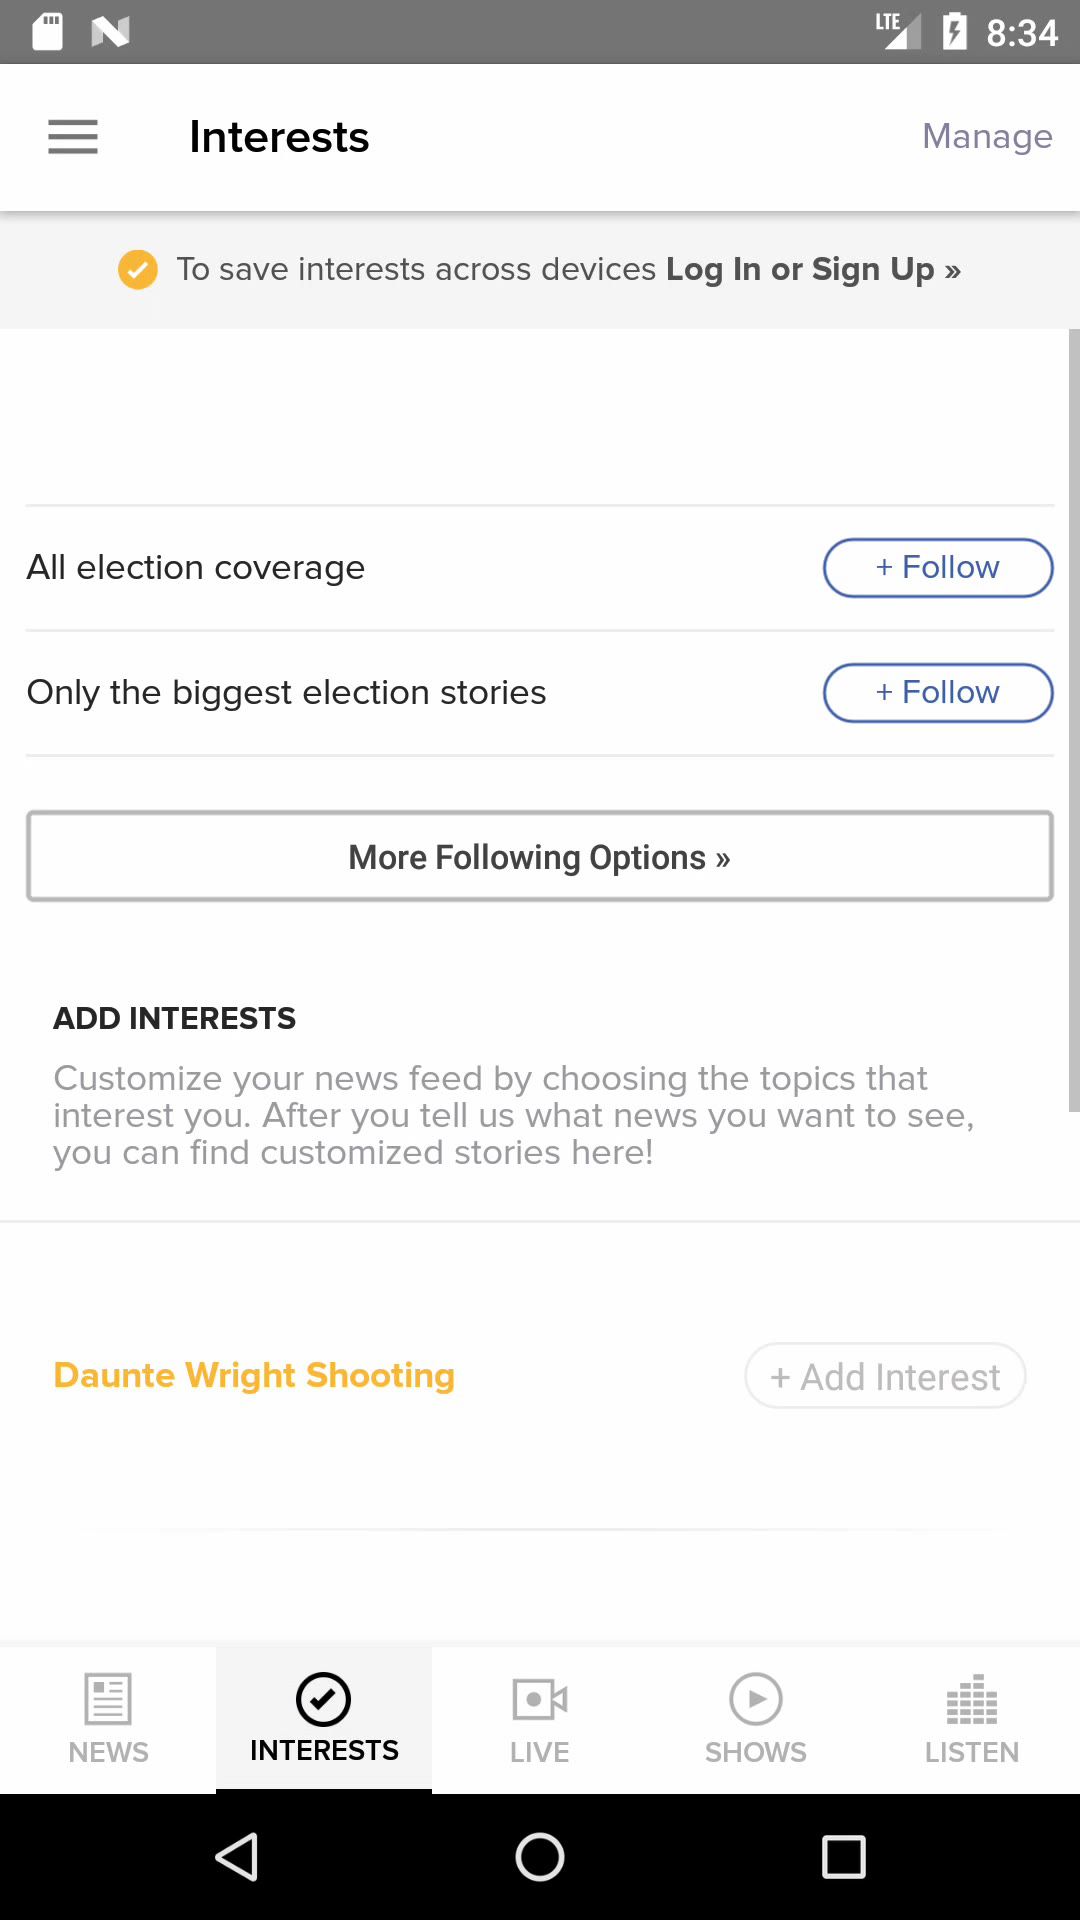 LTE 8:34
Interests Manage
To save interests across devices Log In or Sign Up »
All election coverage + Follow
Only the biggest election stories + Follow
More Following Options »
ADD INTERESTS
Customize your news feed by choosing the topics that
interest you. After you tell us what news you want to see,
you can find customized stories here!
Daunte Wright Shooting + Add Interest
NEWS INTERESTS LIVE SHOWS LISTEN